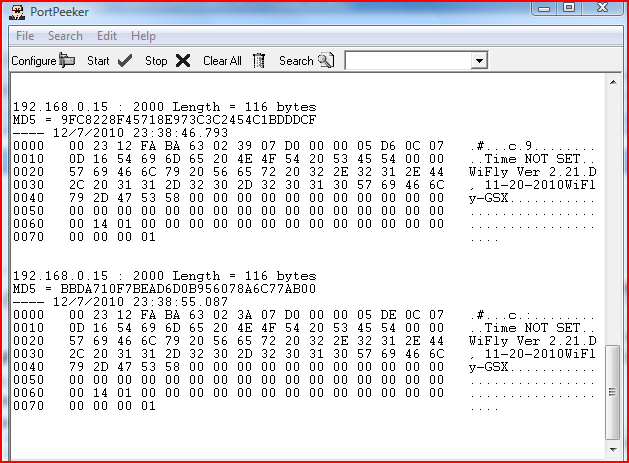 PortPeeker
File Search Edit Help
Configure Start Stop Clear All Search
192.168.0.15 : 2000 Length = 116 bytes
MD5 = 9FC8228F45718E973C3C2454C1BDDDCF
---- 12/7/2010 23:38:46.793
0000 00 23 12 FA BA 63 02 39 07 D0 00 00 05 D6 0C 07 .#...c.9........
0010 0D 16 54 69 6D 65 20 4E 4F 54 20 53 45 54 00 00 ..Time NOT SET..
0020 57 69 46 6C 79 20 56 65 72 20 32 2E 32 31 2E 44 WiFly Ver 2.21.D
0030 2C 20 31 31 2D 32 30 2D 32 30 31 30 57 69 46 6C , 11-20-2010WiFl
0040 79 2D 47 53 58 00 00 00 00 00 00 00 00 00 00 00 y-GSX...........
0050 00 00 00 00 00 00 00 00 00 00 00 00 00 00 00 00 ................
0060 00 14 01 00 00 00 00 00 00 00 00 00 00 00 00 00 ................
0070 00 00 00 01 ....
192.168.0.15 : 2000 Length = 116 bytes
MD5 = BBDA710F7BEAD6D0B956078A6C77AB00
---- 12/7/2010 23:38:55.087
0000 00 23 12 FA BA 63 02 3A 07 D0 00 00 05 DE 0C 07 .#...c.:........
0010 0D 16 54 69 6D 65 20 4E 4F 54 20 53 45 54 00 00 ..Time NOT SET..
0020 57 69 46 6C 79 20 56 65 72 20 32 2E 32 31 2E 44 WiFly Ver 2.21.D
0030 2C 20 31 31 2D 32 30 2D 32 30 31 30 57 69 46 6C , 11-20-2010WiFl
0040 79 2D 47 53 58 00 00 00 00 00 00 00 00 00 00 00 y-GSX...........
0050 00 00 00 00 00 00 00 00 00 00 00 00 00 00 00 00 ................
0060 00 14 01 00 00 00 00 00 00 00 00 00 00 00 00 00 ................
0070 00 00 00 01 ....